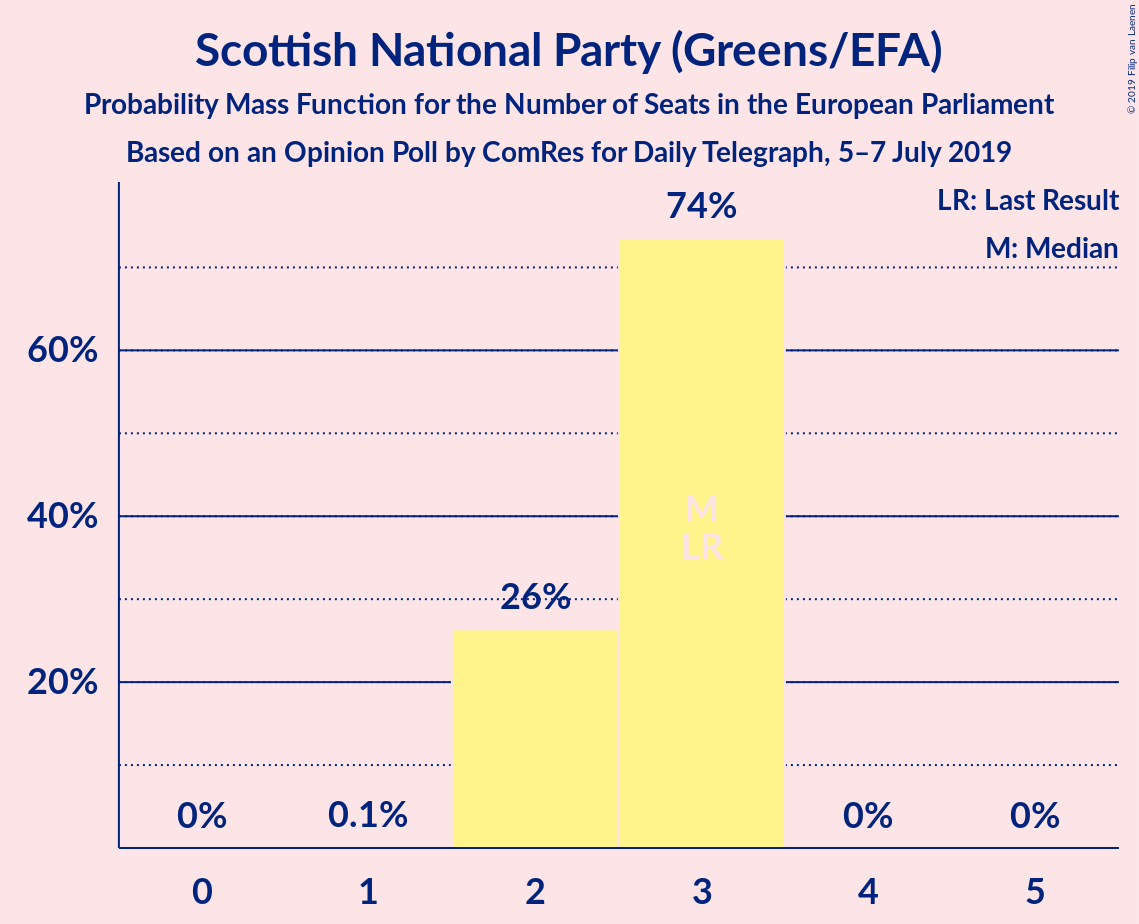 Scottish National Party (Greens/EFA)
Probability Mass Function for the Number of Seats in the European Parliament
Based on an Opinion Poll by ComRes for Daily Telegraph, 5–7 July 2019
© 2019 Filip van Laenen
LR: Last Result
M: Median
74%
60%
40%
M
LR
26%
20%
0%
0.1%
0%
0%
0
1
2
3
4
5